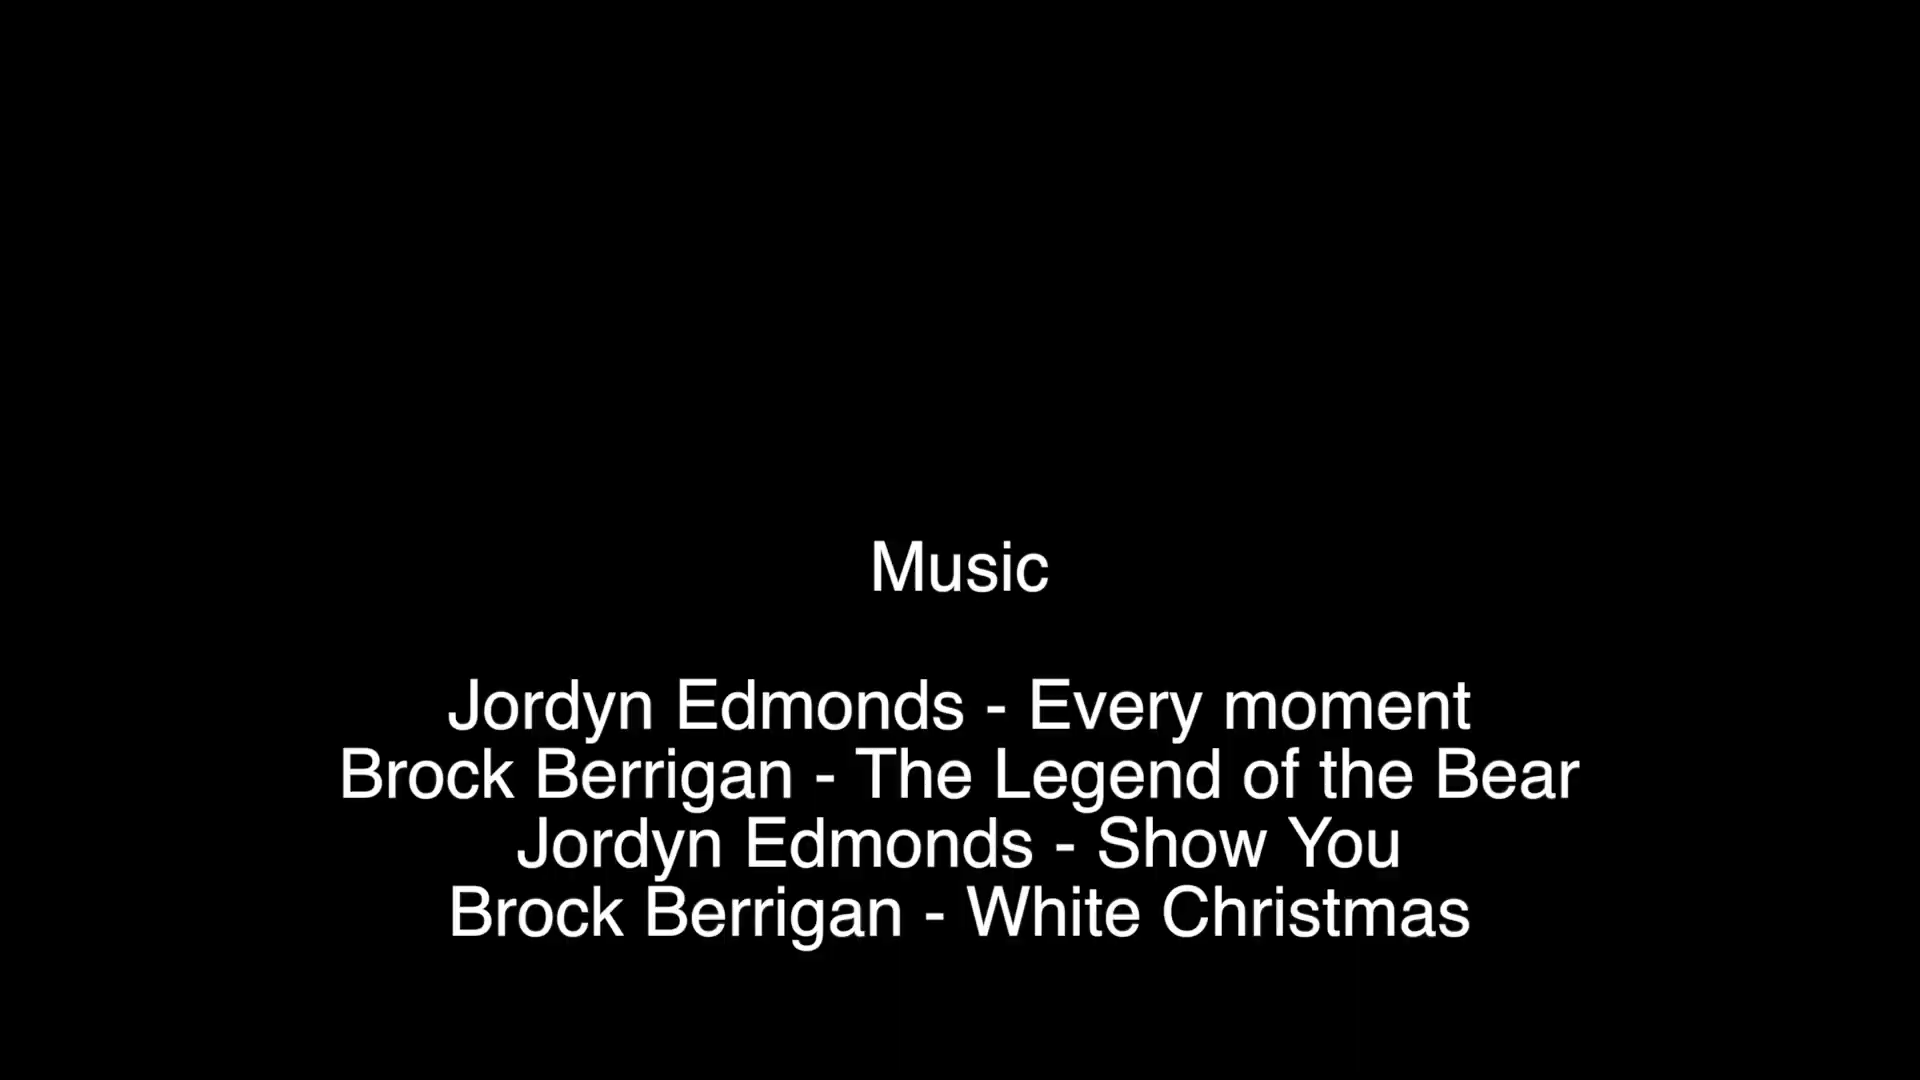 Music
Jordyn Edmonds - Every moment
Brock Berrigan - The Legend of the Bear
Jordyn Edmonds - Show You
Brock Berrigan - White Christmas